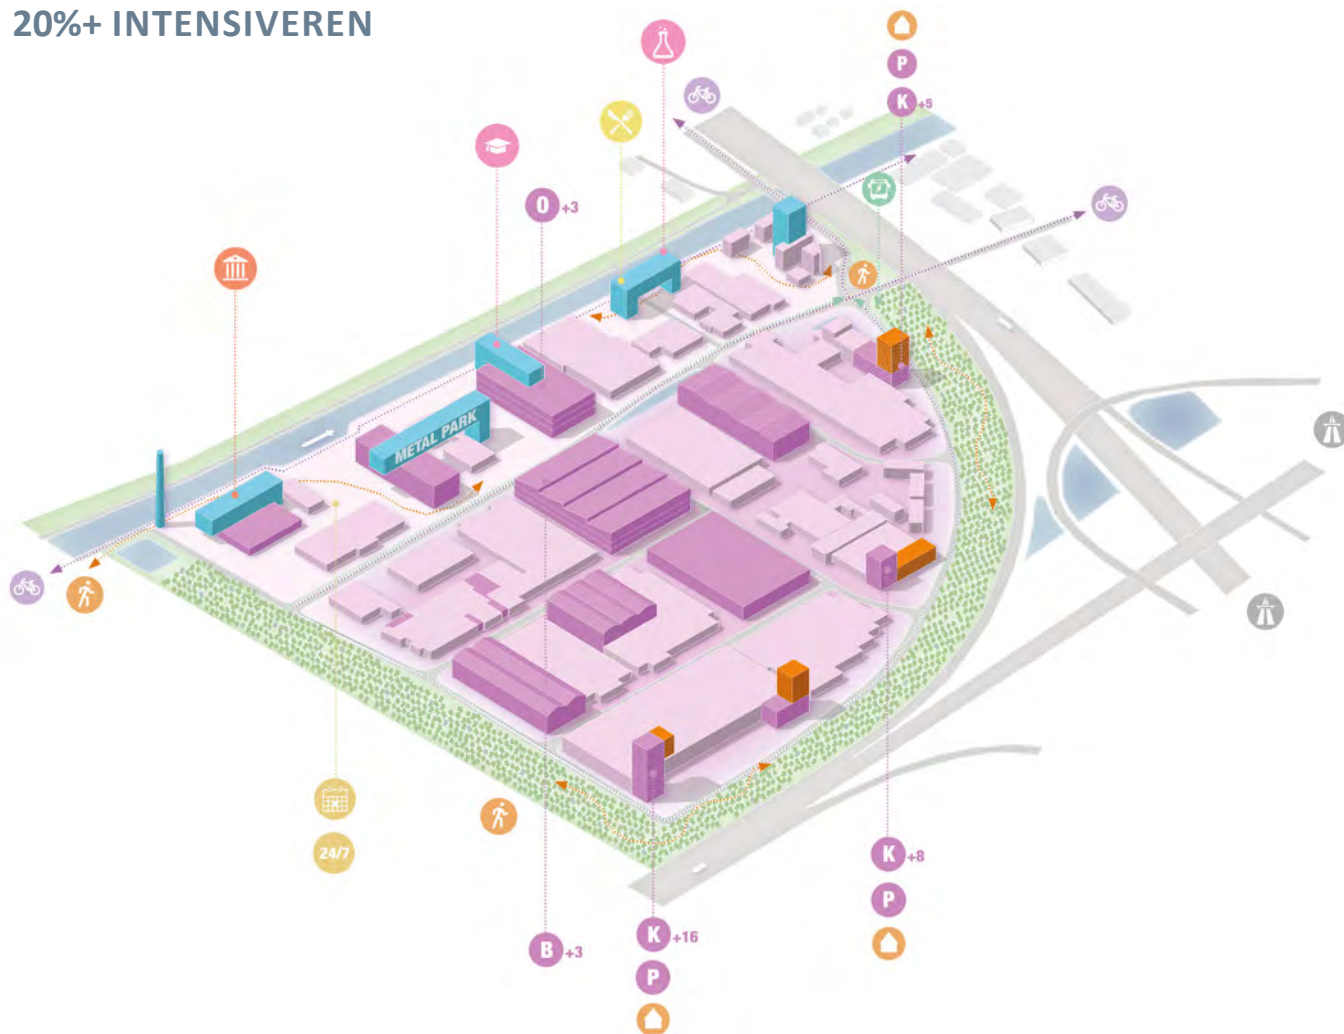 20%+ INTENSIVEREN
P
K +5
O +3
METAL PARK
24/7
K +8
P
B +3
K +16
P